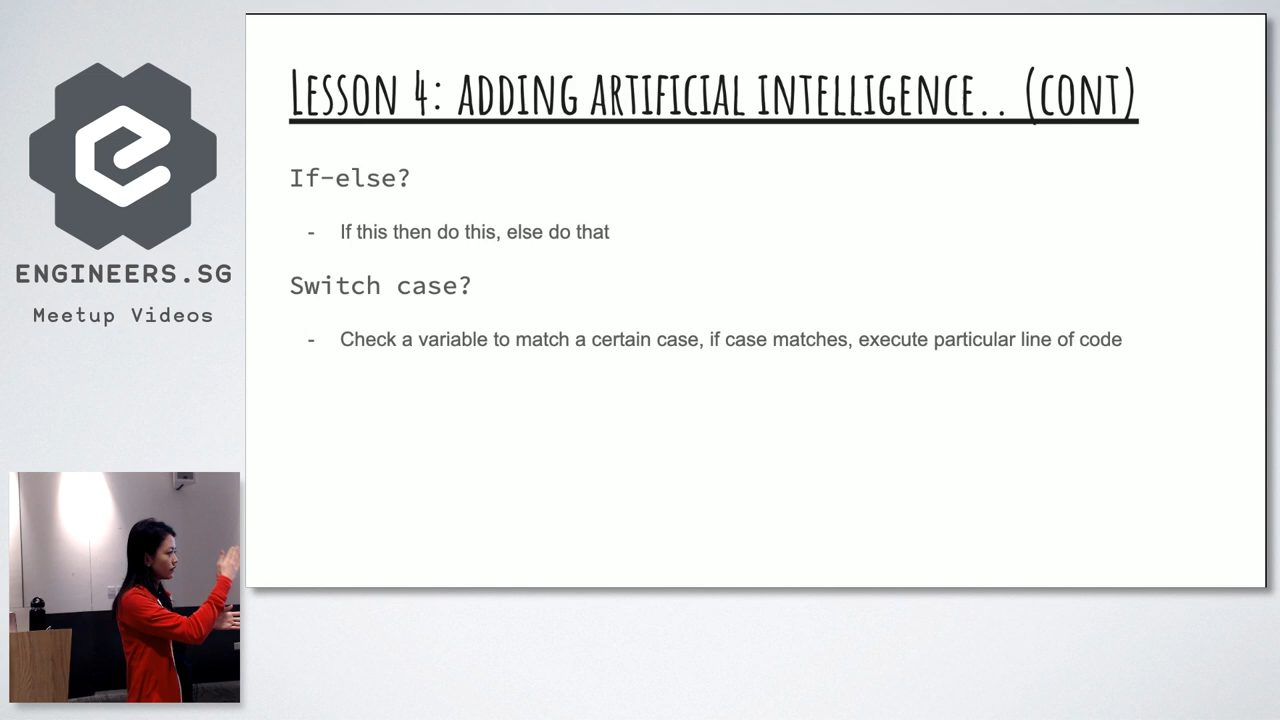 LESSON 4: ADDING ARTIFICIAL INTELLIGENCE.. (CONT)
If-else?
- If this then do this, else do that
Switch case?
- Check a variable to match a certain case, if case matches, execute particular line of code
ENGINEERS.SG
Meetup Videos